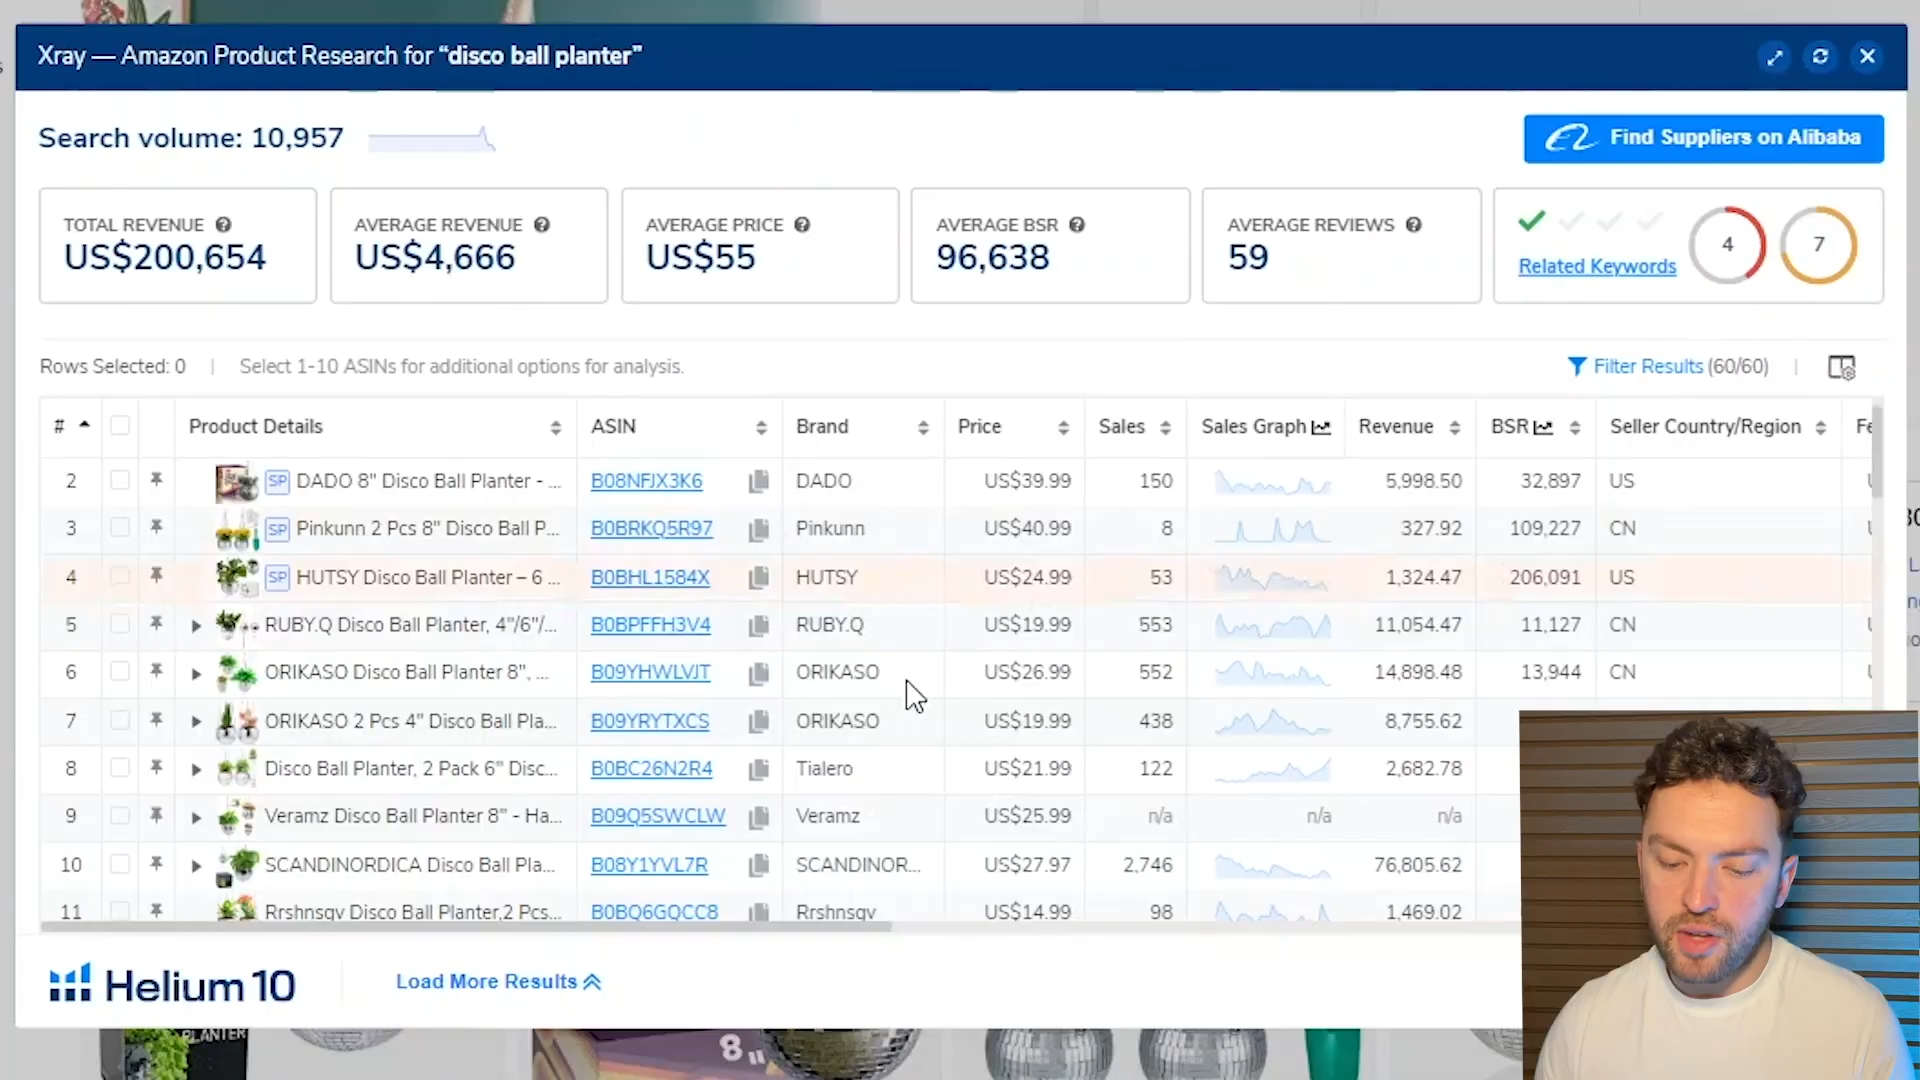 Xray — Amazon Product Research for “disco ball planter”
Search volume: 10,957
Find Suppliers on Alibaba
TOTAL REVENUE
US$200,654
AVERAGE REVENUE
US$4,666
AVERAGE PRICE
US$55
AVERAGE BSR
96,638
AVERAGE REVIEWS
59
Related Keywords
4
7
Rows Selected: 0 | Select 1-10 ASINs for additional options for analysis.
Filter Results (60/60)
# Product Details ASIN Brand Price Sales Sales Graph Revenue BSR Seller Country/Region Fe
2 SP DADO 8" Disco Ball Planter - ... B08NFJX3K6 DADO US$39.99 150 5,998.50 32,897 US
3 SP Pinkunn 2 Pcs 8" Disco Ball P... B0BRKQ5R97 Pinkunn US$40.99 8 327.92 109,227 CN
4 SP HUTSY Disco Ball Planter – 6 ... B0BHL1584X HUTSY US$24.99 53 1,324.47 206,091 US
5 RUBY.Q Disco Ball Planter, 4"/6"/... B0BPFFH3V4 RUBY.Q US$19.99 553 11,054.47 11,127 CN
6 ORIKASO Disco Ball Planter 8", ... B09YHWLVJT ORIKASO US$26.99 552 14,898.48 13,944 CN
7 ORIKASO 2 Pcs 4" Disco Ball Pla... B09YRYTXCS ORIKASO US$19.99 438 8,755.62
8 Disco Ball Planter, 2 Pack 6" Disc... B0BC26N2R4 Tialero US$21.99 122 2,682.78
9 Veramz Disco Ball Planter 8" - Ha... B09Q5SWCLW Veramz US$25.99 n/a n/a n/a
10 SCANDINORDICA Disco Ball Pla... B08Y1YVL7R SCANDINOR... US$27.97 2,746 76,805.62
11 Rrshnsqv Disco Ball Planter,2 Pcs... B0BQ6GQCC8 Rrshnsqv US$14.99 98 1,469.02
Helium 10
Load More Results
PLANTER
8"